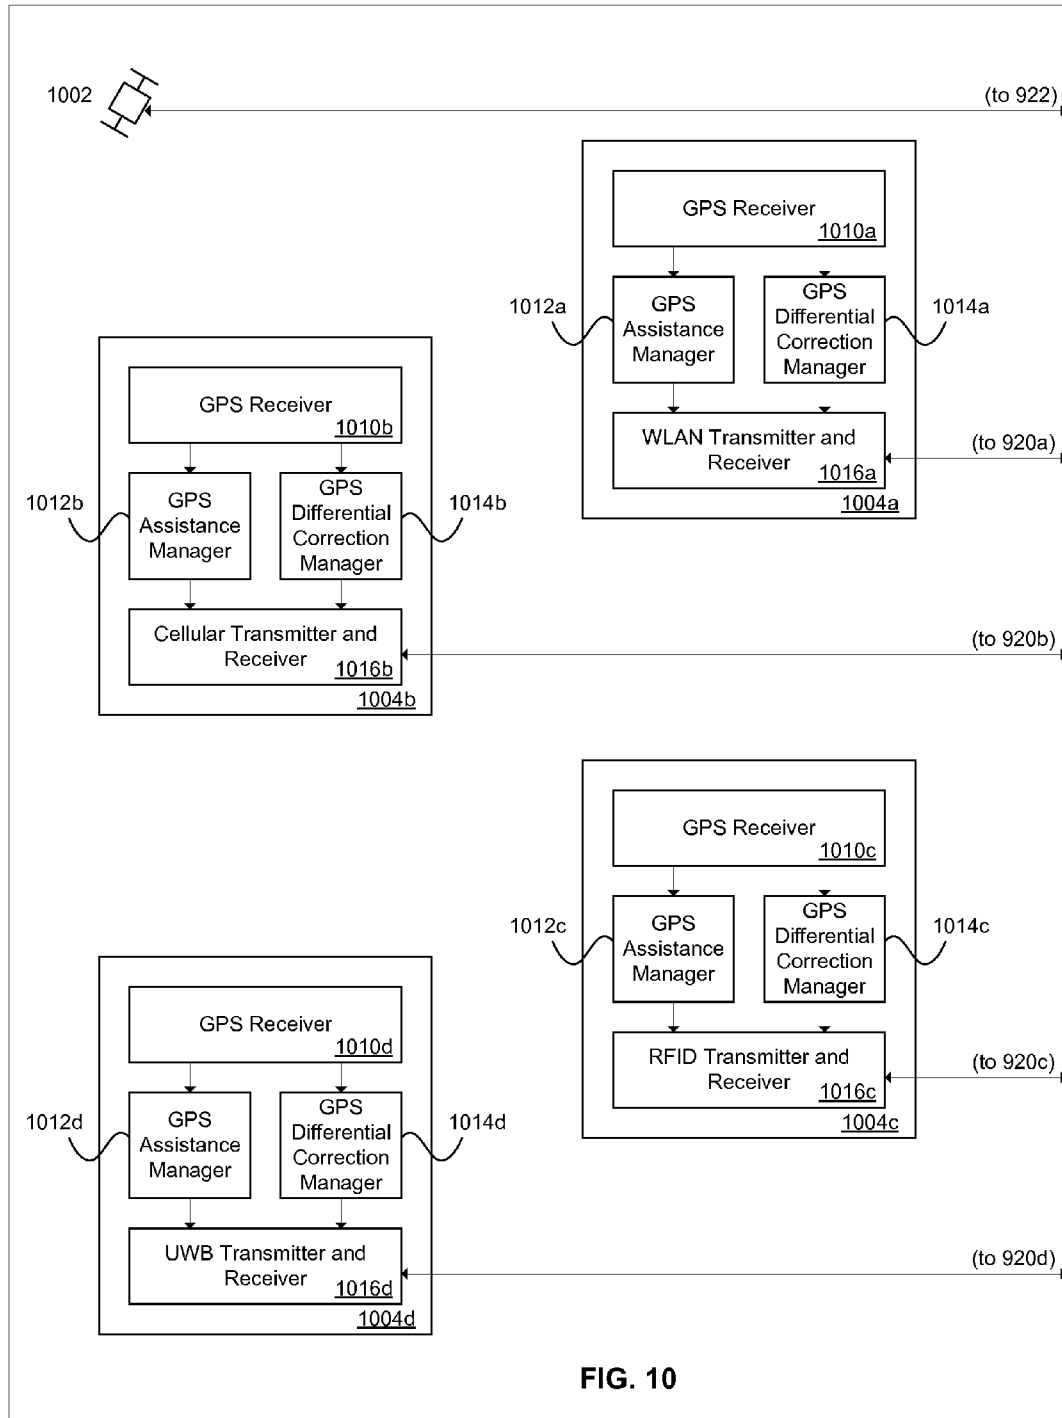 1002
(to 922)
GPS Receiver
1010a
1012a
GPS
Assistance
Manager
GPS
Differential
Correction
Manager
1014a
WLAN Transmitter and
Receiver
1016a
1004a
(to 920a)
GPS Receiver
1010b
1012b
GPS
Assistance
Manager
GPS
Differential
Correction
Manager
1014b
Cellular Transmitter and
Receiver
1016b
1004b
(to 920b)
GPS Receiver
1010c
1012c
GPS
Assistance
Manager
GPS
Differential
Correction
Manager
1014c
RFID Transmitter and
Receiver
1016c
1004c
(to 920c)
GPS Receiver
1010d
1012d
GPS
Assistance
Manager
GPS
Differential
Correction
Manager
1014d
UWB Transmitter and
Receiver
1016d
1004d
(to 920d)
FIG. 10